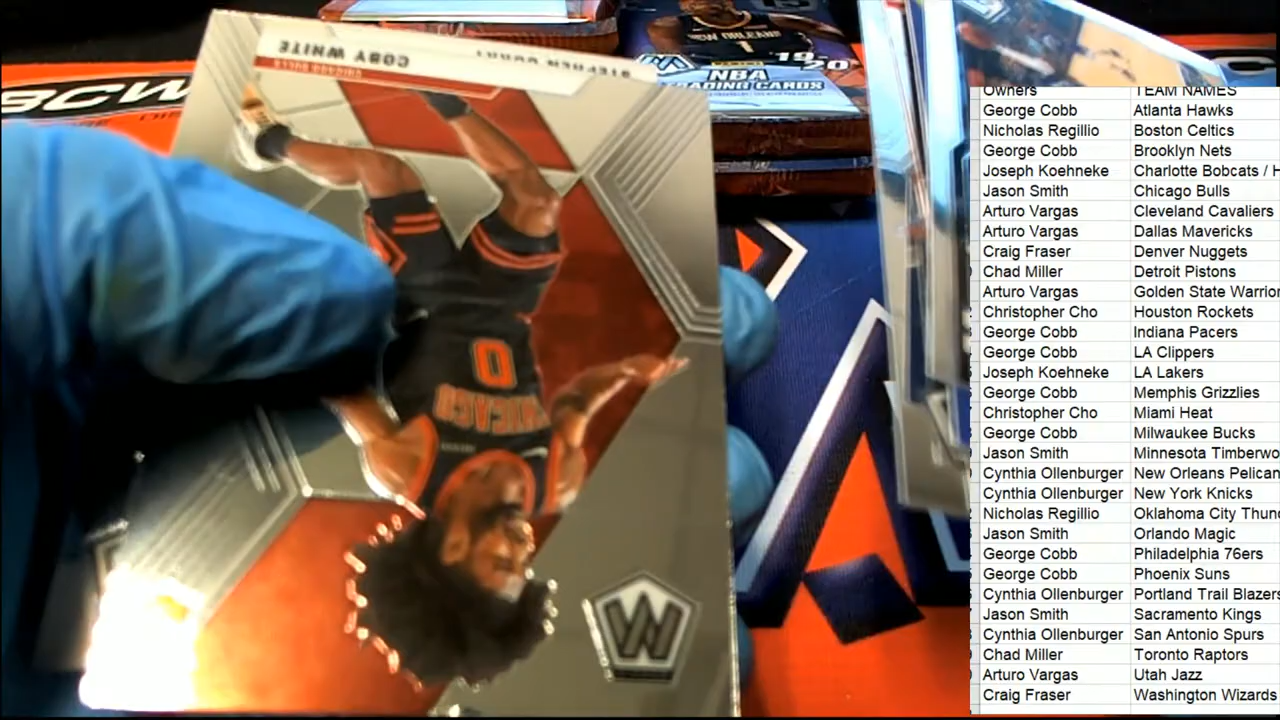 STEPHEN CURRY
COBY WHITE
CHICAGO BULLS
0
CHICAGO
W
NEW ORLEANS
1
19-20
NBA
TRADING CARDS
Owners TEAM NAMES
George Cobb Atlanta Hawks
Nicholas Regillio Boston Celtics
George Cobb Brooklyn Nets
Joseph Koehneke Charlotte Bobcats / H
Jason Smith Chicago Bulls
Arturo Vargas Cleveland Cavaliers
Arturo Vargas Dallas Mavericks
Craig Fraser Denver Nuggets
Chad Miller Detroit Pistons
Arturo Vargas Golden State Warrior
Christopher Cho Houston Rockets
George Cobb Indiana Pacers
George Cobb LA Clippers
Joseph Koehneke LA Lakers
George Cobb Memphis Grizzlies
Christopher Cho Miami Heat
George Cobb Milwaukee Bucks
Jason Smith Minnesota Timberwo
Cynthia Ollenburger New Orleans Pelican
Cynthia Ollenburger New York Knicks
Nicholas Regillio Oklahoma City Thun
Jason Smith Orlando Magic
George Cobb Philadelphia 76ers
George Cobb Phoenix Suns
Cynthia Ollenburger Portland Trail Blazers
Jason Smith Sacramento Kings
Cynthia Ollenburger San Antonio Spurs
Chad Miller Toronto Raptors
Arturo Vargas Utah Jazz
Craig Fraser Washington Wizards